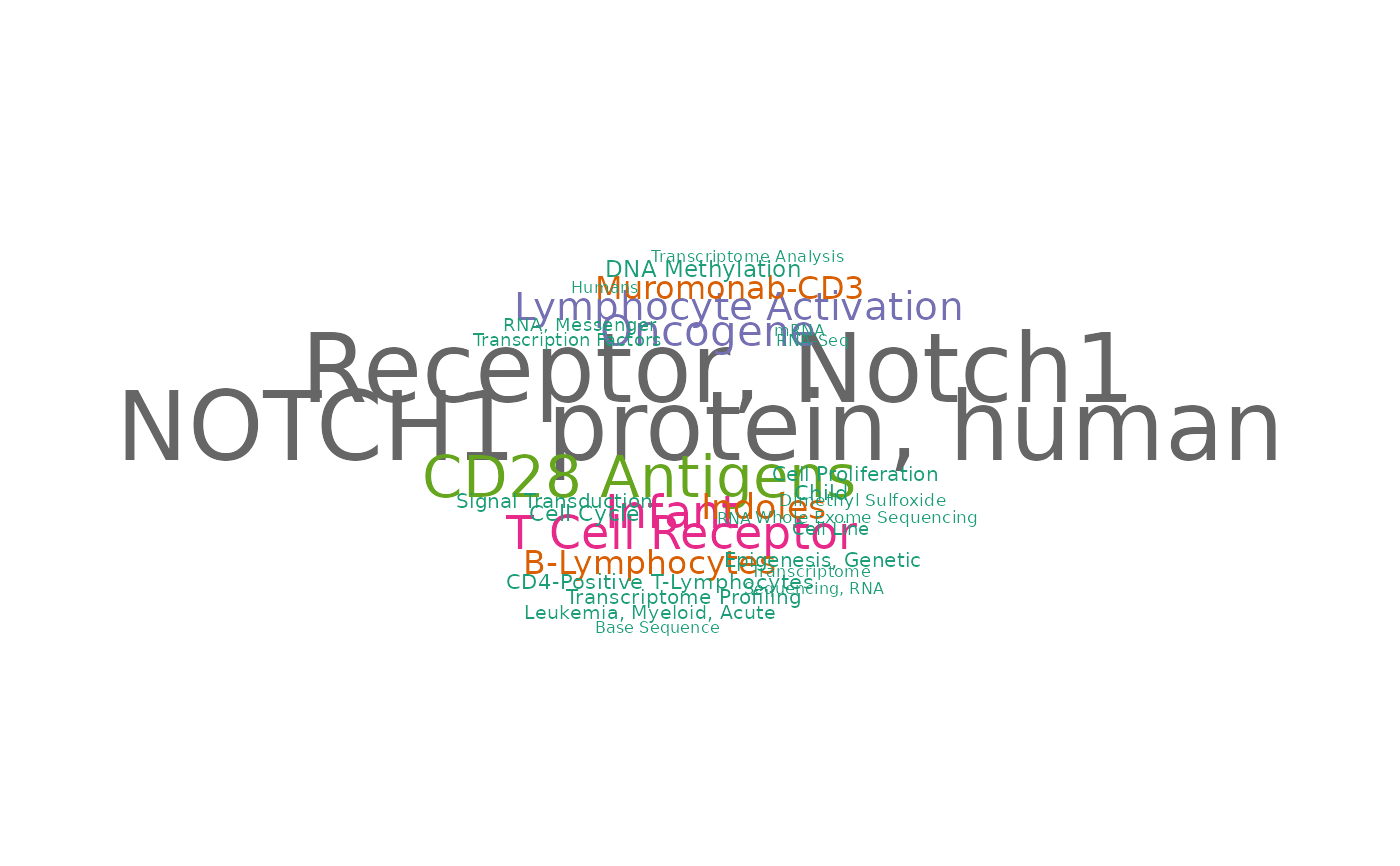 Transcriptome Analysis
DNA Methylation
Humans
Muromonab-CD3
Lymphocyte Activation
RNA, Messenger
Oncogene
mRNA
Transcription Factors
RNA-Seq
Receptor, Notch1
NOTCH1 protein, human
CD28 Antigens
Cell Proliferation
Child
Signal Transduction
Dimethyl Sulfoxide
Infant
Indoles
Cell Cycle
RNA
Whole Exome Sequencing
Cell Line
T Cell Receptor
B-Lymphocytes
Epigenesis, Genetic
Transcriptome
CD4-Positive T-Lymphocytes
Sequencing, RNA
Transcriptome Profiling
Leukemia, Myeloid, Acute
Base Sequence